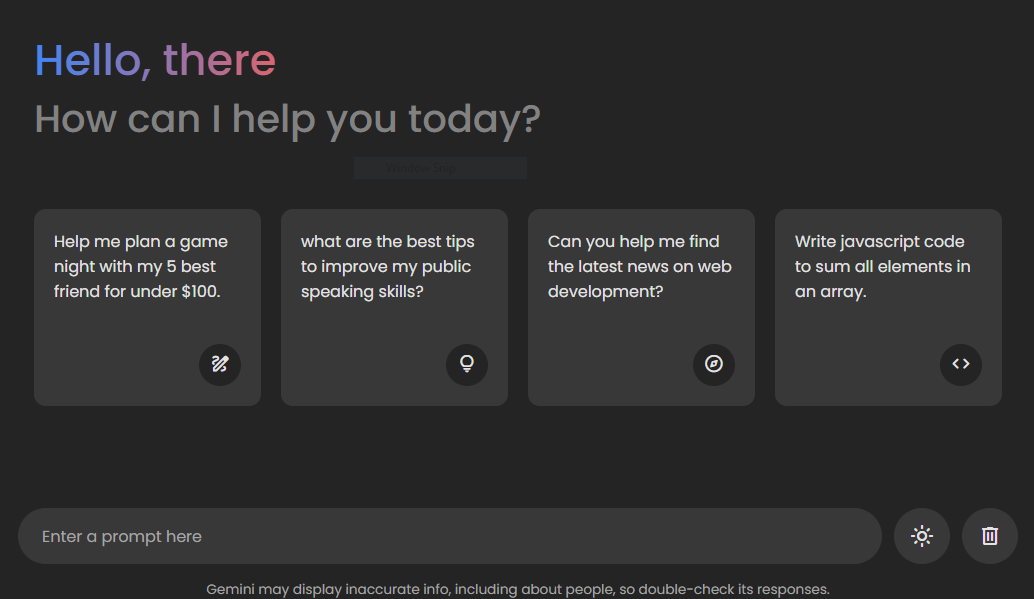 Hello, there
How can I help you today?
Help me plan a game
night with my 5 best
friend for under $100.
what are the best tips
to improve my public
speaking skills?
Can you help me find
the latest news on web
development?
Write javascript code
to sum all elements in
an array.
Enter a prompt here
Gemini may display inaccurate info, including about people, so double-check its responses.